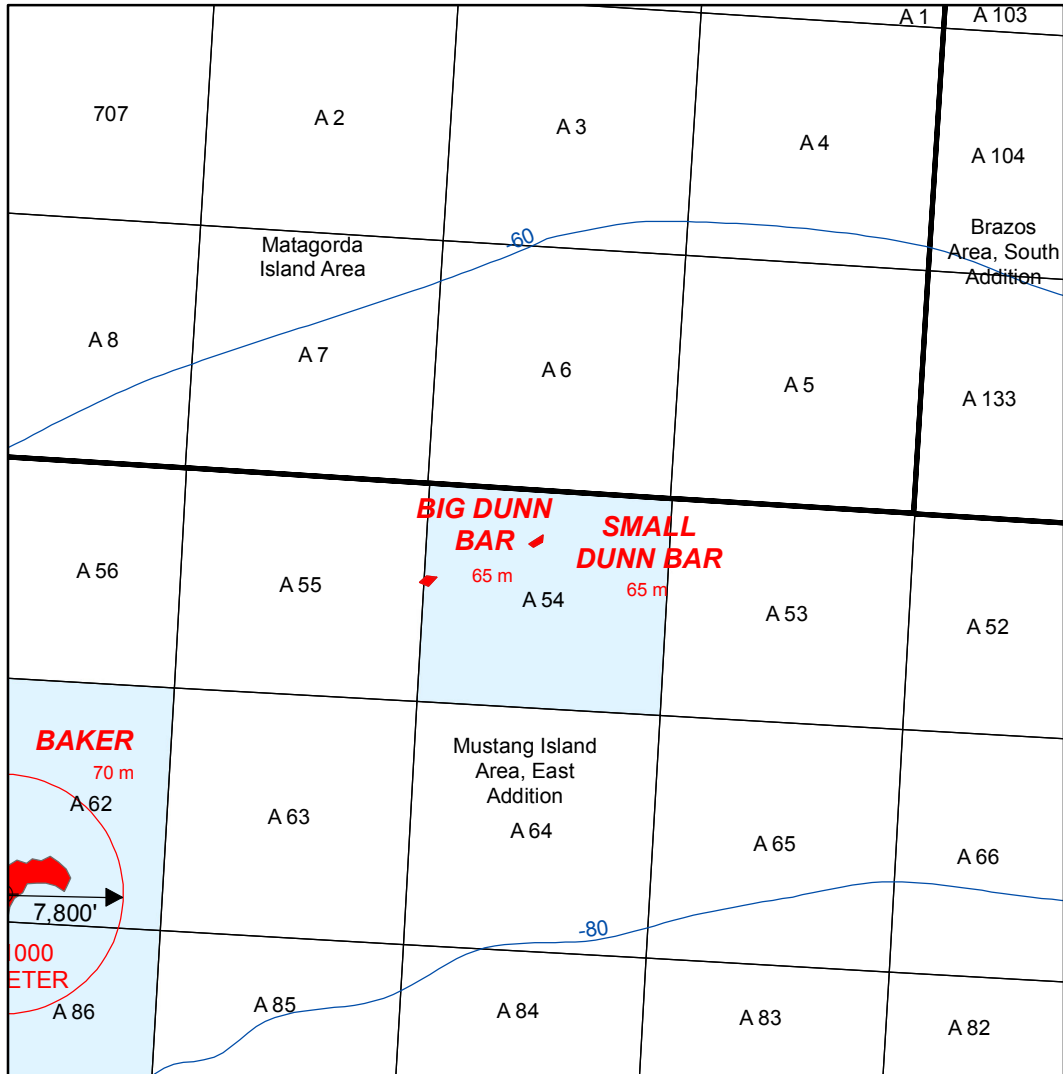 A 1
A 103
707
A 2
A 3
A 4
A 104
Matagorda
Island Area
-60
Brazos
Area, South
Addition
A 8
A 7
A 6
A 5
A 133
BIG DUNN
BAR
65 m
SMALL
DUNN BAR
65 m
A 56
A 55
A 54
A 53
A 52
BAKER
70 m
A 62
A 63
Mustang Island
Area, East
Addition
A 64
A 65
A 66
7,800'
-80
1000
ETER
A 86
A 85
A 84
A 83
A 82